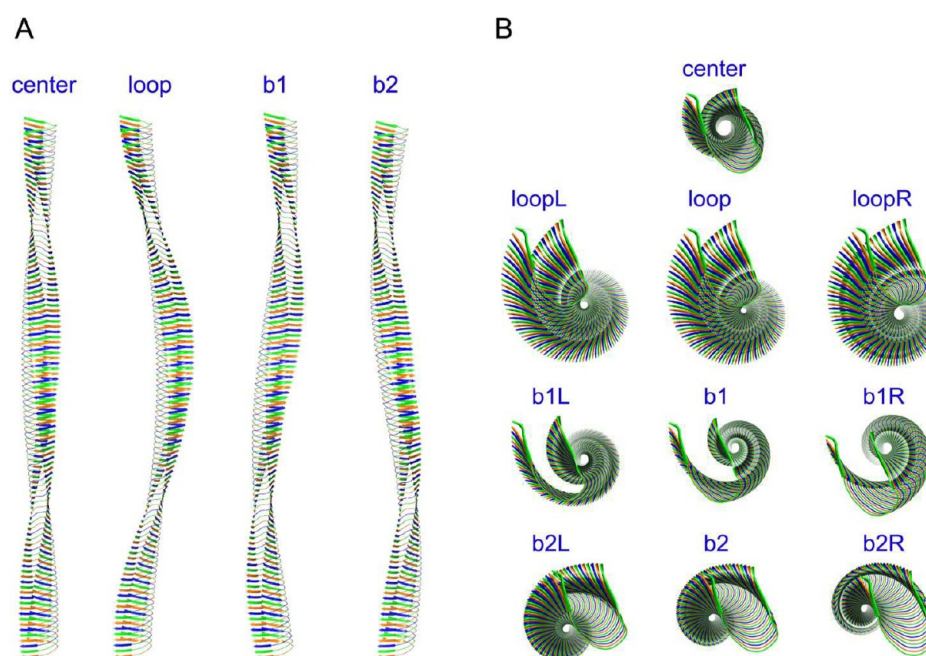 A
B
center
loop
b1
b2
center
loopL
loop
loopR
b1L
b1
b1R
b2L
b2
b2R